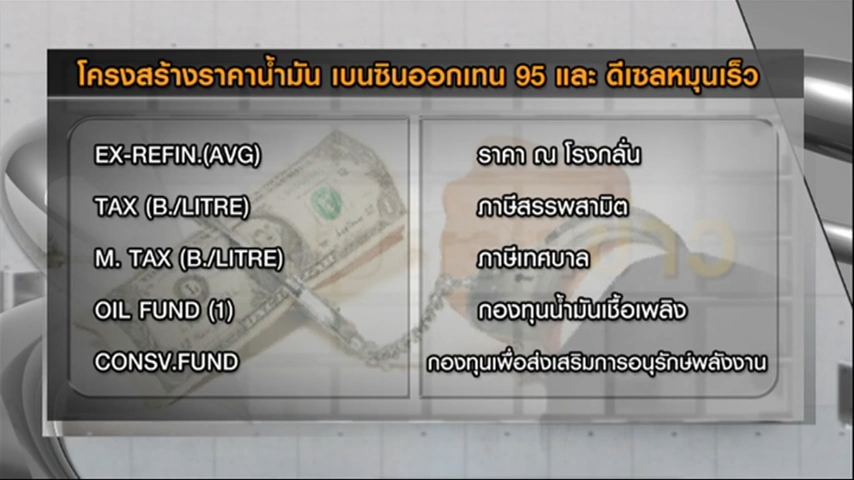 โครงสร้างราคาน้ำมัน เบนซินออกเทน 95 และ ดีเซลหมุนเร็ว
EX-REFIN.(AVG) ราคา ณ โรงกลั่น
TAX (B./LITRE) ภาษีสรรพสามิต
M. TAX (B./LITRE) ภาษีเทศบาล
OIL FUND (1) กองทุนน้ำมันเชื้อเพลิง
CONSV.FUND กองทุนเพื่อส่งเสริมการอนุรักษ์พลังงาน